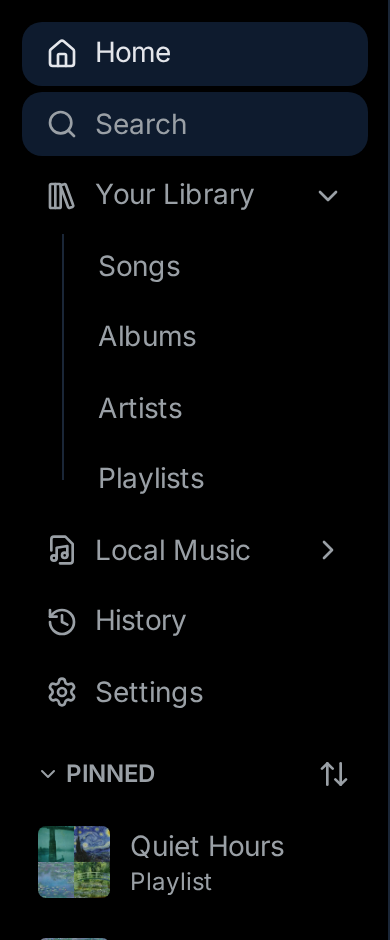 Home
Search
Your Library
Songs
Albums
Artists
Playlists
Local Music
History
Settings
PINNED
Quiet Hours
Playlist